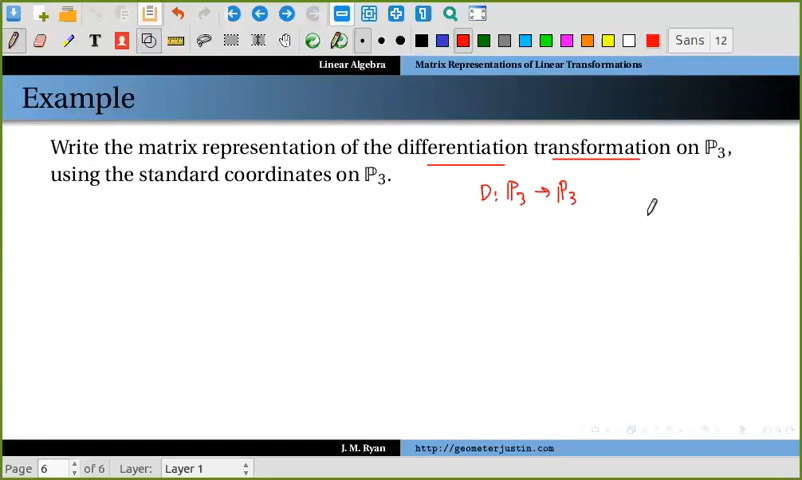 Sans 12
Linear Algebra Matrix Representations of Linear Transformations
Example
Write the matrix representation of the differentiation transformation on ℙ₃,
using the standard coordinates on ℙ₃.
D: ℙ₃ → ℙ₃
J. M. Ryan http://geometerjustin.com
Page 6 of 6 Layer: Layer 1